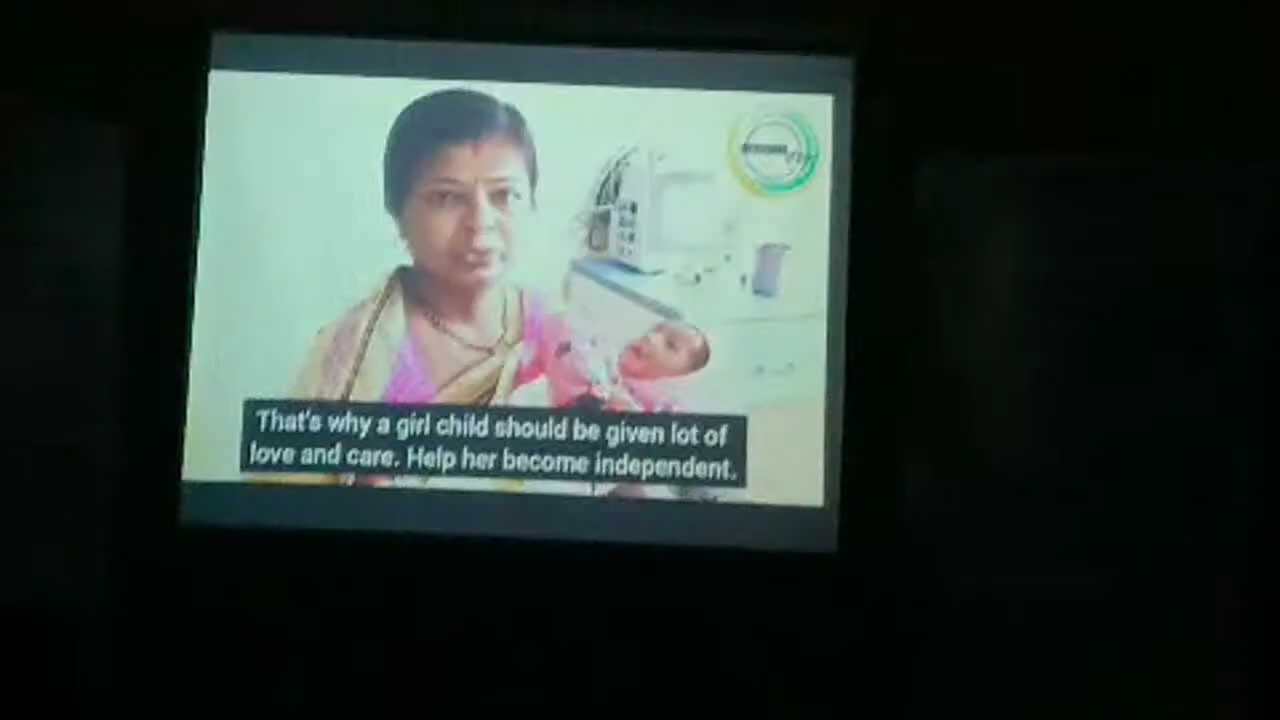 That's why a girl child should be given lot of
love and care. Help her become independent.